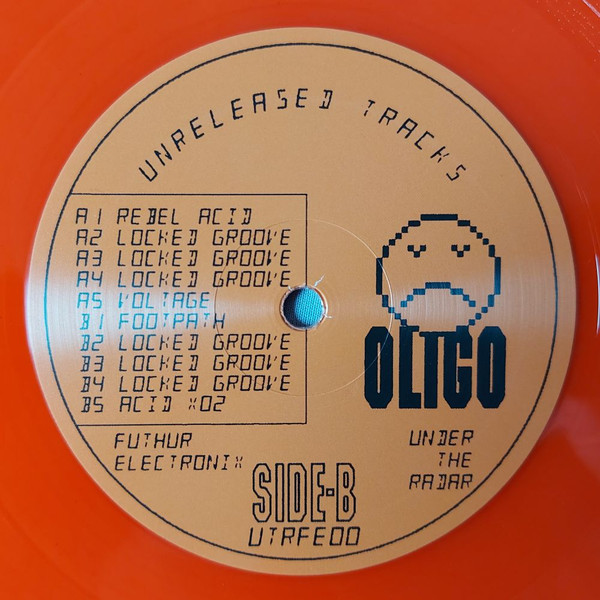 UNRELEASED TRACKS
A1 REBEL ACID
A2 LOCKED GROOVE
A3 LOCKED GROOVE
A4 LOCKED GROOVE
A5 VOLTAGE
B1 FOOTPATH
B2 LOCKED GROOVE
B3 LOCKED GROOVE
B4 LOCKED GROOVE
B5 ACID X02
OLIGO
FUTHUR
ELECTRONIX
UNDER
THE
RADAR
SIDE-B
UTRFE00